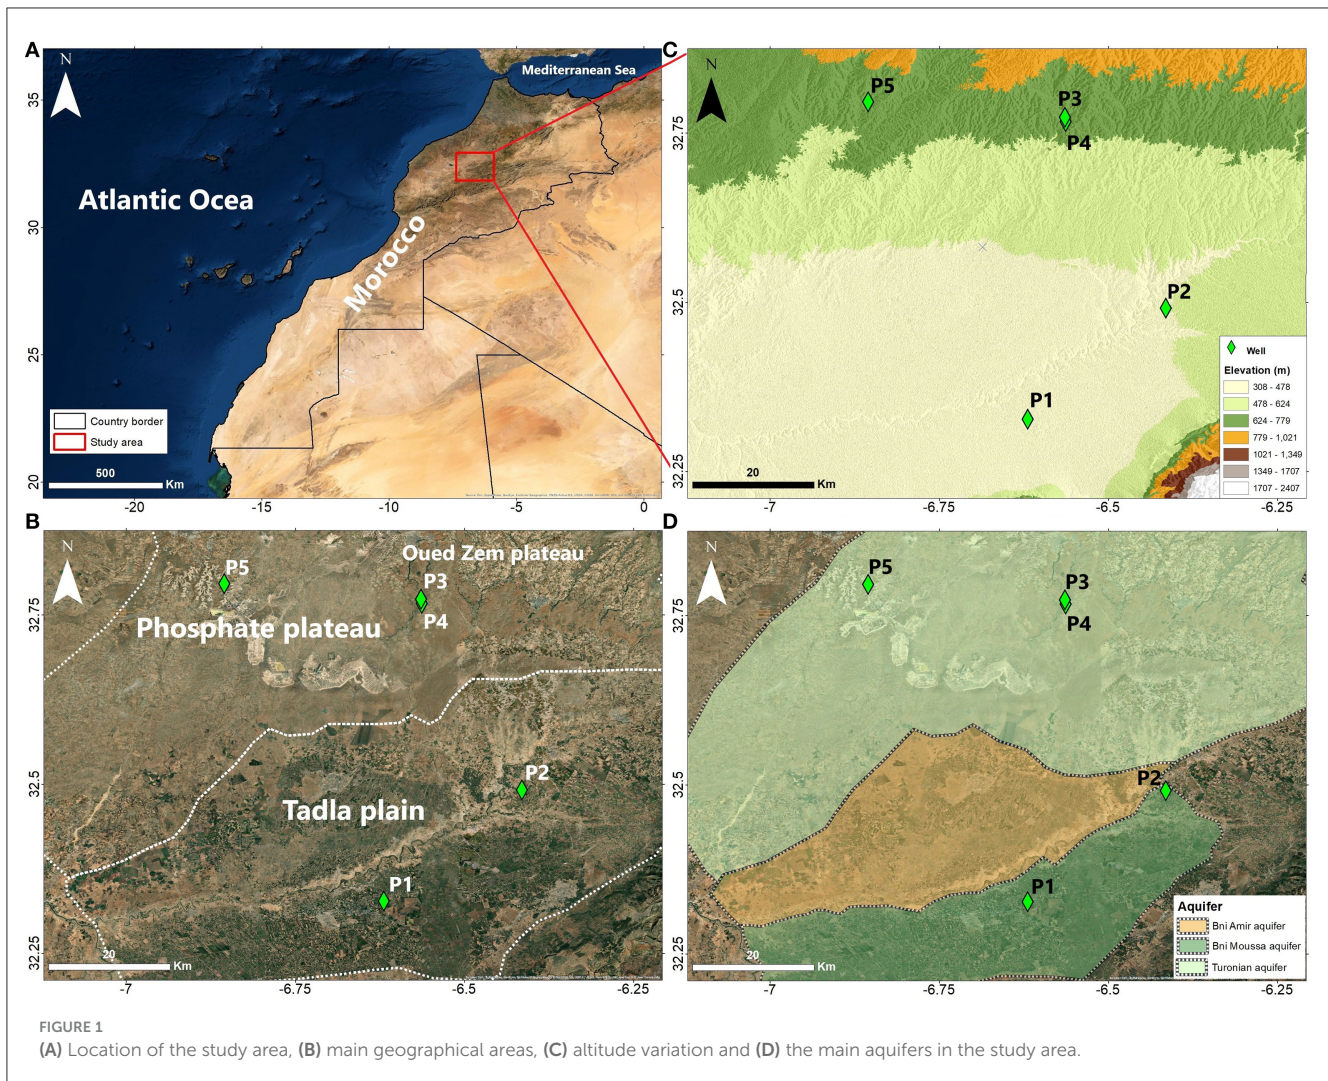 A
N
Mediterranean Sea
Atlantic Ocea
Morocco
Country border
Study area
500
Km
35
30
25
20
-20
-15
-10
-5
0
C
N
P5
P3
P4
P2
P1
Well
Elevation (m)
308 - 478
478 - 624
624 - 779
779 - 1,021
1021 - 1,349
1349 - 1707
1707 - 2407
20
Km
32.75
32.5
32.25
-7
-6.75
-6.5
-6.25
B
N
Oued Zem plateau
P5
P3
P4
Phosphate plateau
P2
Tadla plain
P1
20
Km
32.75
32.5
32.25
-7
-6.75
-6.5
-6.25
D
N
P5
P3
P4
P2
P1
Aquifer
Bni Amir aquifer
Bni Moussa aquifer
Turonian aquifer
20
Km
32.75
32.5
32.25
-7
-6.75
-6.5
-6.25
FIGURE 1
(A) Location of the study area, (B) main geographical areas, (C) altitude variation and (D) the main aquifers in the study area.